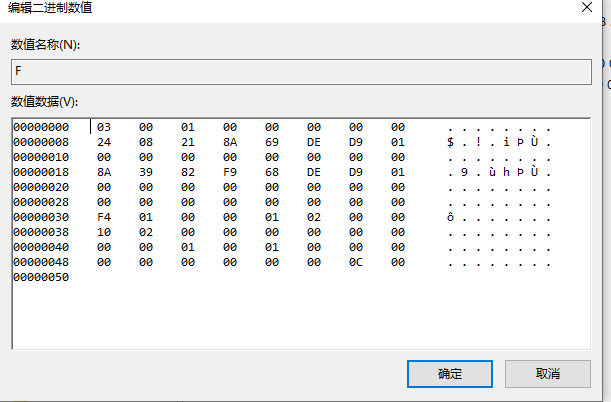 编辑二进制数值
数值名称(N):
F
数值数据(V):
00000000 03 00 01 00 00 00 00 00 . . . . . . . .
00000008 24 08 21 8A 69 DE D9 01 $ . ! . i Þ Ù .
00000010 00 00 00 00 00 00 00 00 . . . . . . . .
00000018 8A 39 82 F9 68 DE D9 01 . 9 . ù h Þ Ù .
00000020 00 00 00 00 00 00 00 00 . . . . . . . .
00000028 00 00 00 00 00 00 00 00 . . . . . . . .
00000030 F4 01 00 00 01 02 00 00 ô . . . . . . .
00000038 10 02 00 00 00 00 00 00 . . . . . . . .
00000040 00 00 01 00 01 00 00 00 . . . . . . . .
00000048 00 00 00 00 00 00 0C 00 . . . . . . . .
00000050
确定 取消